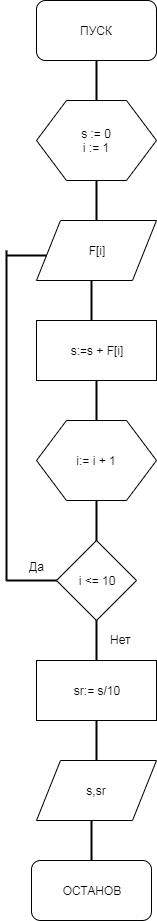 ПУСК
s := 0
i := 1
F[i]
s:=s + F[i]
i:= i + 1
Да
i <= 10
Нет
sr:= s/10
s,sr
ОСТАНОВ